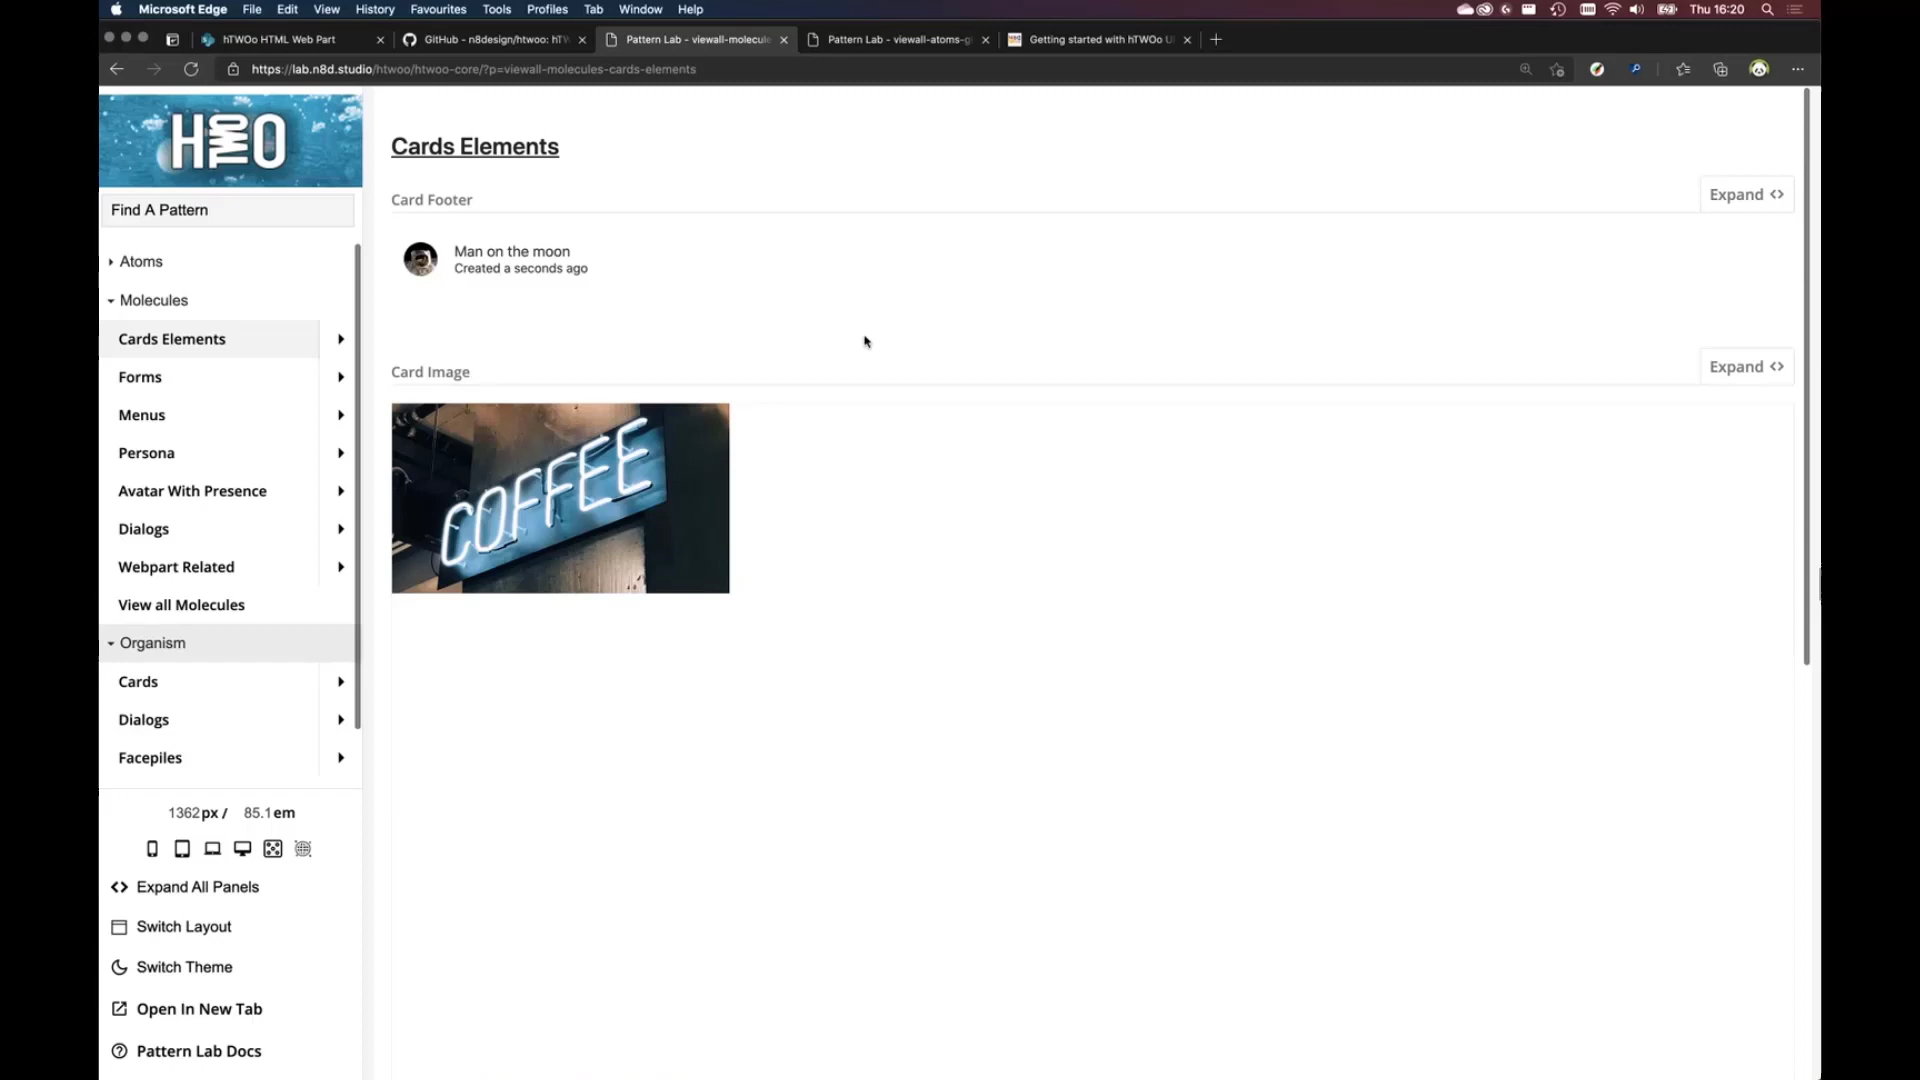 Microsoft Edge File Edit View History Favourites Tools Profiles Tab Window Help Thu 16:20
hTWOo HTML Web Part
GitHub - n8design/htwoo: hTW
Pattern Lab - viewall-molecule
Pattern Lab - viewall-atoms-g
Getting started with hTWOo U
https://lab.n8d.studio/htwoo/htwoo-core/?p=viewall-molecules-cards-elements
H TWO O
Find A Pattern
Atoms
Molecules
Cards Elements
Forms
Menus
Persona
Avatar With Presence
Dialogs
Webpart Related
View all Molecules
Organism
Cards
Dialogs
Facepiles
1362px / 85.1em
Expand All Panels
Switch Layout
Switch Theme
Open In New Tab
Pattern Lab Docs
Cards Elements
Card Footer
Expand <>
Man on the moon
Created a seconds ago
Card Image
Expand <>
COFFEE